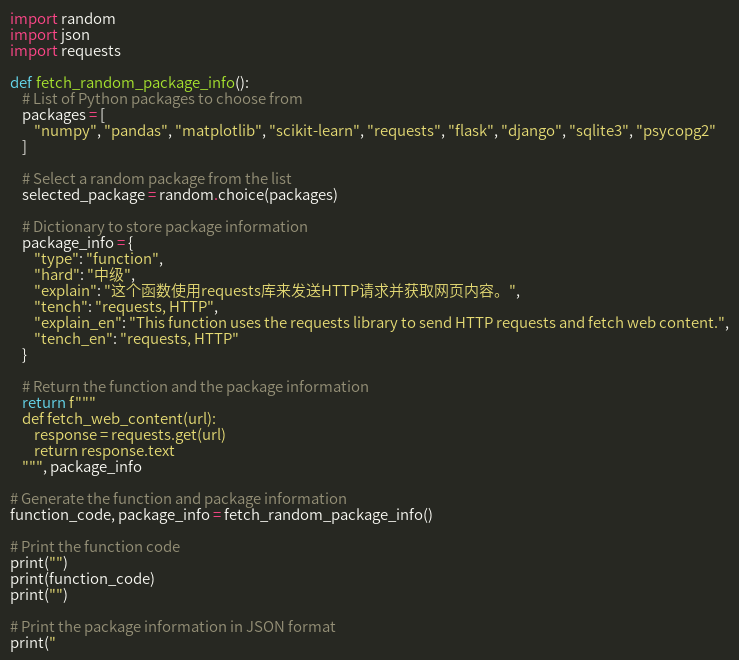 import random
import json
import requests

def fetch_random_package_info():
    # List of Python packages to choose from
    packages = [
        "numpy", "pandas", "matplotlib", "scikit-learn", "requests", "flask", "django", "sqlite3", "psycopg2"
    ]

    # Select a random package from the list
    selected_package = random.choice(packages)

    # Dictionary to store package information
    package_info = {
        "type": "function",
        "hard": "中级",
        "explain": "这个函数使用requests库来发送HTTP请求并获取网页内容。",
        "tench": "requests, HTTP",
        "explain_en": "This function uses the requests library to send HTTP requests and fetch web content.",
        "tench_en": "requests, HTTP"
    }

    # Return the function and the package information
    return f"""
    def fetch_web_content(url):
        response = requests.get(url)
        return response.text
    """, package_info

# Generate the function and package information
function_code, package_info = fetch_random_package_info()

# Print the function code
print("")
print(function_code)
print("")

# Print the package information in JSON format
print("